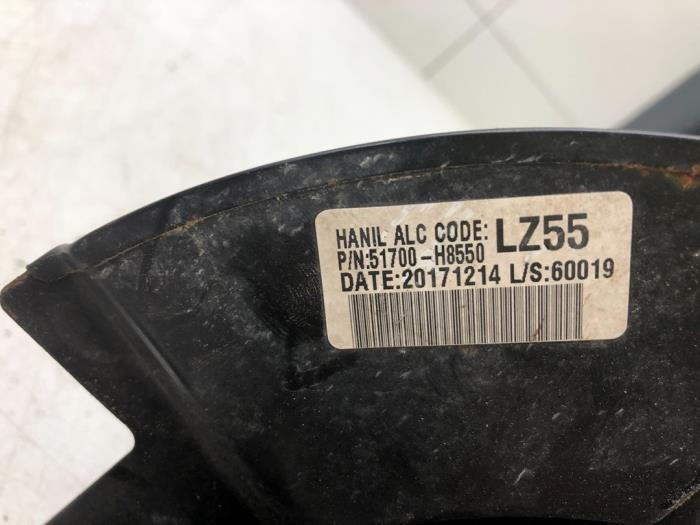 HANIL ALC CODE: LZ55
P/N:51700-H8550
DATE:20171214 L/S:60019